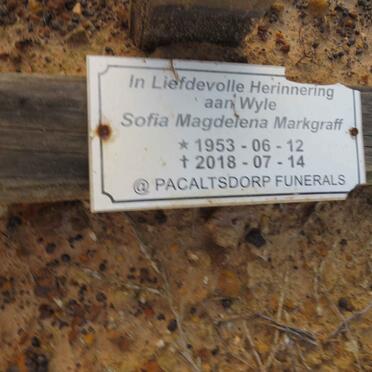 In Liefdevolle Herinnering
aan Wyle
Sofia Magdelena Markgraff
★ 1953 - 06 - 12
✝ 2018 - 07 - 14
@ PACALTSDORP FUNERALS